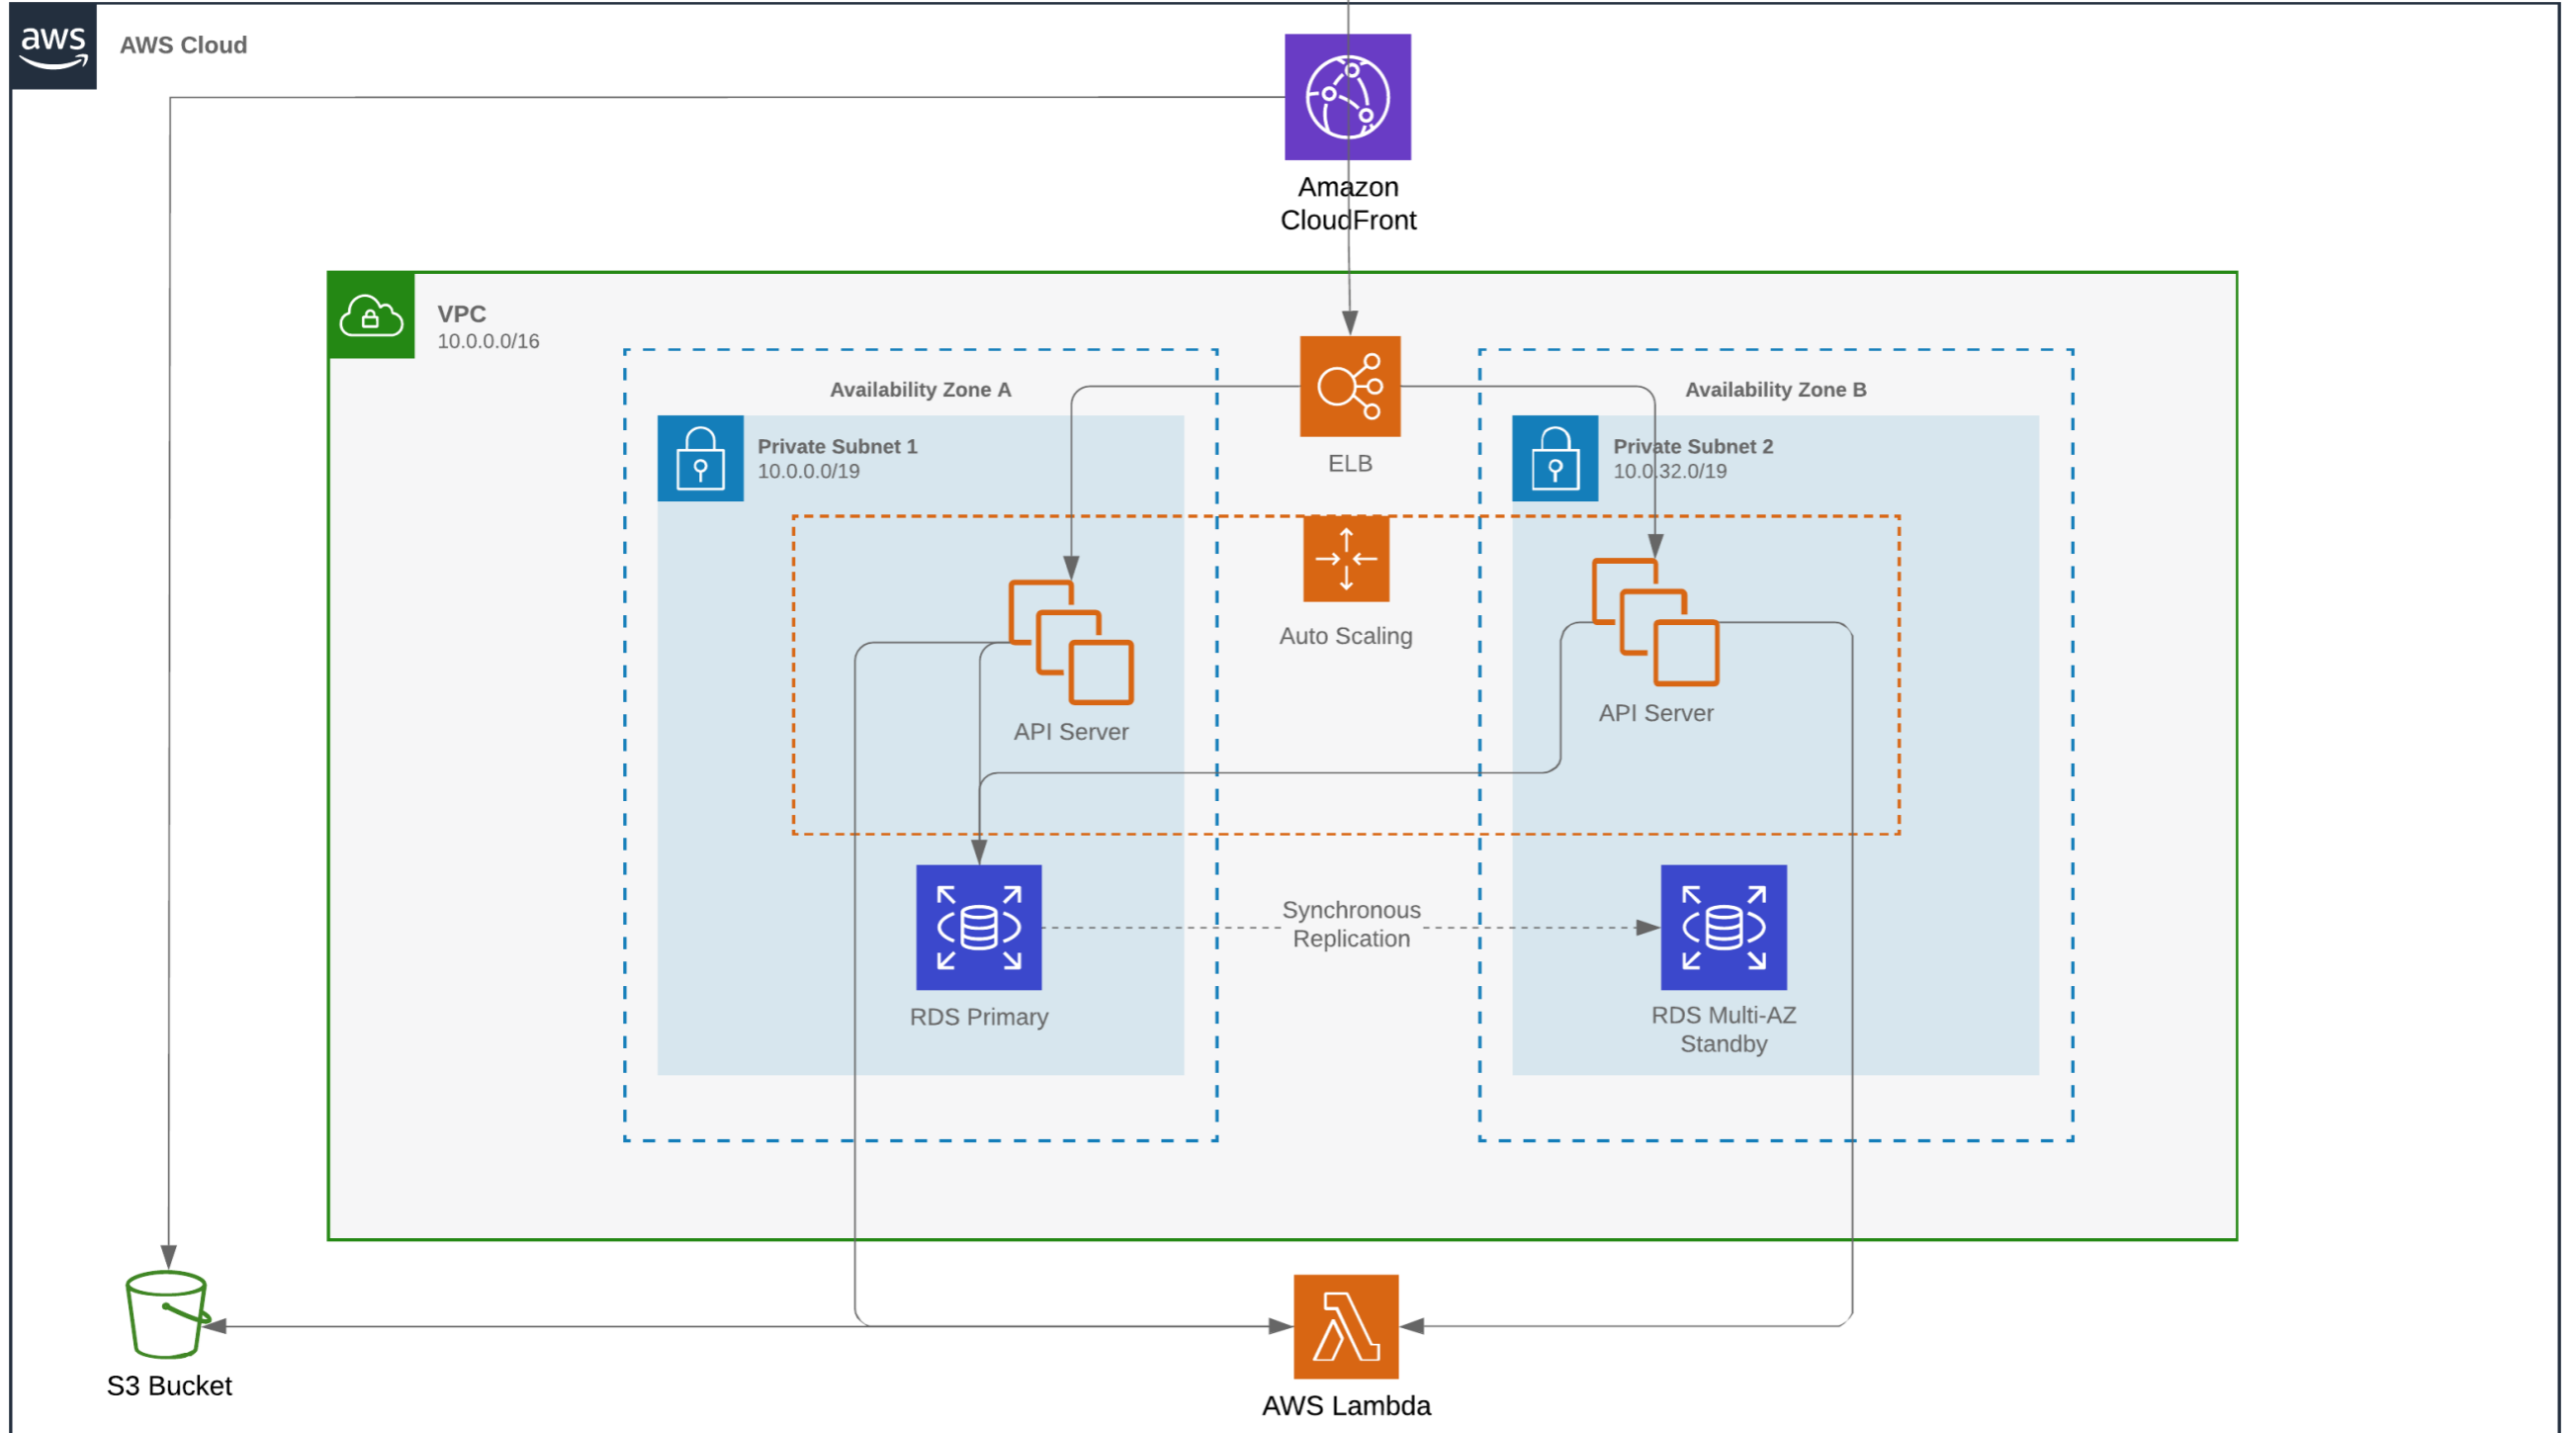 aws
AWS Cloud
Amazon
CloudFront
VPC
10.0.0.0/16
Availability Zone A
Availability Zone B
Private Subnet 1
10.0.0.0/19
ELB
Private Subnet 2
10.0.32.0/19
Auto Scaling
API Server
API Server
Synchronous
Replication
RDS Primary
RDS Multi-AZ
Standby
S3 Bucket
AWS Lambda